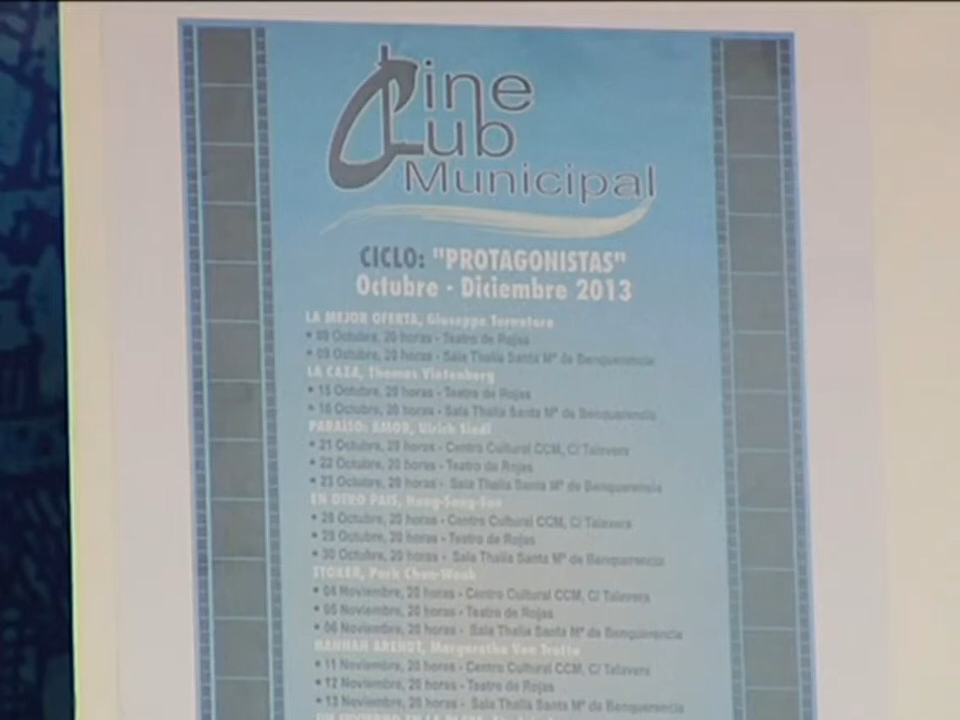 Cine
Club
Municipal
CICLO: "PROTAGONISTAS"
Octubre - Diciembre 2013
LA MEJOR OFERTA, Giuseppe Tornatore
Octubre, 20 horas - Teatro de Rojas
• 09 Octubre, 20 horas - Sala Thalia Santa Mª de Benquerencia
LA CAZA, Thomas Vintenberg
• 15 Octubre, 20 horas - Teatro de Rojas
• 16 Octubre, 20 horas - Sala Thalia Santa Mª de Benquerencia
PARAISO: AMOR, Ulrich Siedl
• 21 Octubre, 20 horas - Centro Cultural CCM, C/ Talavera
• 22 Octubre, 20 horas - Teatro de Rojas
• 23 Octubre, 20 horas - Sala Thalia Santa Mª de Benquerencia
EN OTRO PAIS, Hong-Sang-Soo
• 28 Octubre, 20 horas - Centro Cultural CCM, C/ Talavera
• 29 Octubre, 20 horas - Teatro de Rojas
• 30 Octubre, 20 horas - Sala Thalia Santa Mª de Benquerencia
STOKER, Park Chan-Wook
• 04 Noviembre, 20 horas - Centro Cultural CCM, C/ Talavera
• 05 Noviembre, 20 horas - Teatro de Rojas
• 06 Noviembre, 20 horas - Sala Thalia Santa Mª de Benquerencia
HANNAH ARENDT, Margarethe Von Trotta
• 11 Noviembre, 20 horas - Centro Cultural CCM, C/ Talavera
• 12 Noviembre, 20 horas - Teatro de Rojas
• 13 Noviembre, 20 horas - Sala Thalia Santa Mª de Benquerencia